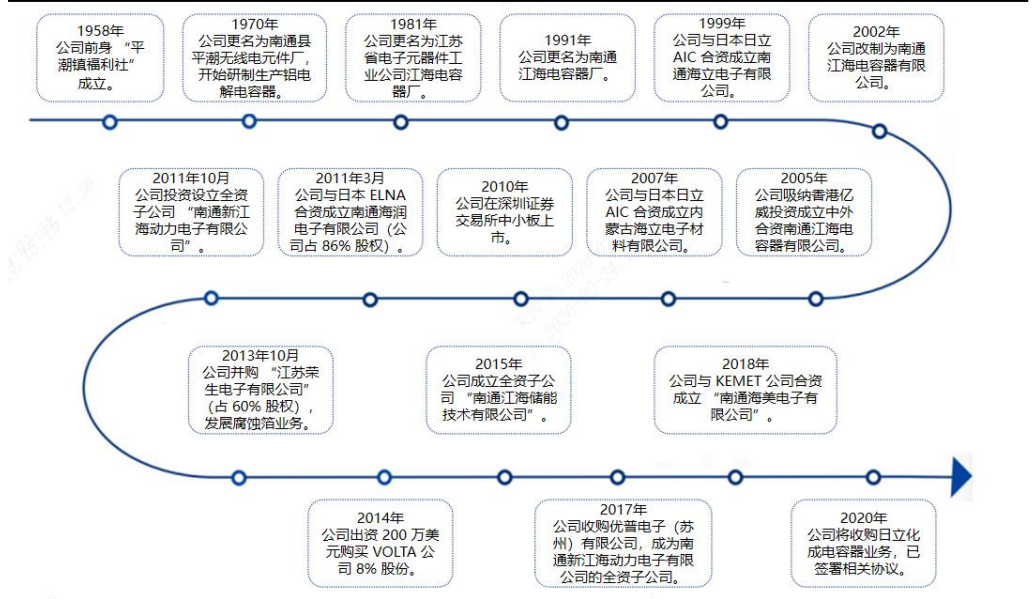 1958年
公司前身 “平
潮镇福利社”
成立。
1970年
公司更名为南通县
平潮无线电元件厂，
开始研制生产铝电
解电容器。
1981年
公司更名为江苏
省电子元器件工
业公司江海电容
器厂。
1991年
公司更名为南通
江海电容器厂。
1999年
公司与日本日立
AIC 合资成立南
通海立电子有限
公司。
2002年
公司改制为南通
江海电容器有限
公司。
2005年
公司吸纳香港亿
威投资成立中外
合资南通江海电
容器有限公司。
2007年
公司与日本日立
AIC 合资成立内
蒙古海立电子材
料有限公司。
2010年
公司在深圳证券
交易所中小板上
市。
2011年3月
公司与日本 ELNA
合资成立南通海润
电子有限公司（公
司占 86% 股权）。
2011年10月
公司投资设立全资
子公司 “南通新江
海动力电子有限公
司”。
2013年10月
公司并购 “江苏荣
生电子有限公司”
(占 60% 股权)，
发展腐蚀箔业务。
2014年
公司出资 200 万美
元购买 VOLTA 公
司 8% 股份。
2015年
公司成立全资子公
司 “南通江海储能
技术有限公司”。
2017年
公司收购优普电子（苏
州）有限公司，成为南
通新江海动力电子有限
公司的全资子公司。
2018年
公司与 KEMET 公司合资
成立 “南通海美电子有
限公司”。
2020年
公司将收购日立化
成电容器业务，已
签署相关协议。